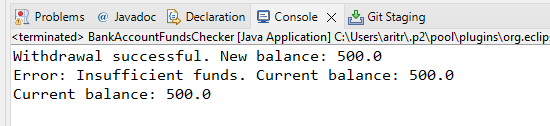 Problems Javadoc Declaration Console Git Staging
<terminated> BankAccountFundsChecker [Java Application] C:\Users\aritr\.p2\pool\plugins\org.eclips
Withdrawal successful. New balance: 500.0
Error: Insufficient funds. Current balance: 500.0
Current balance: 500.0